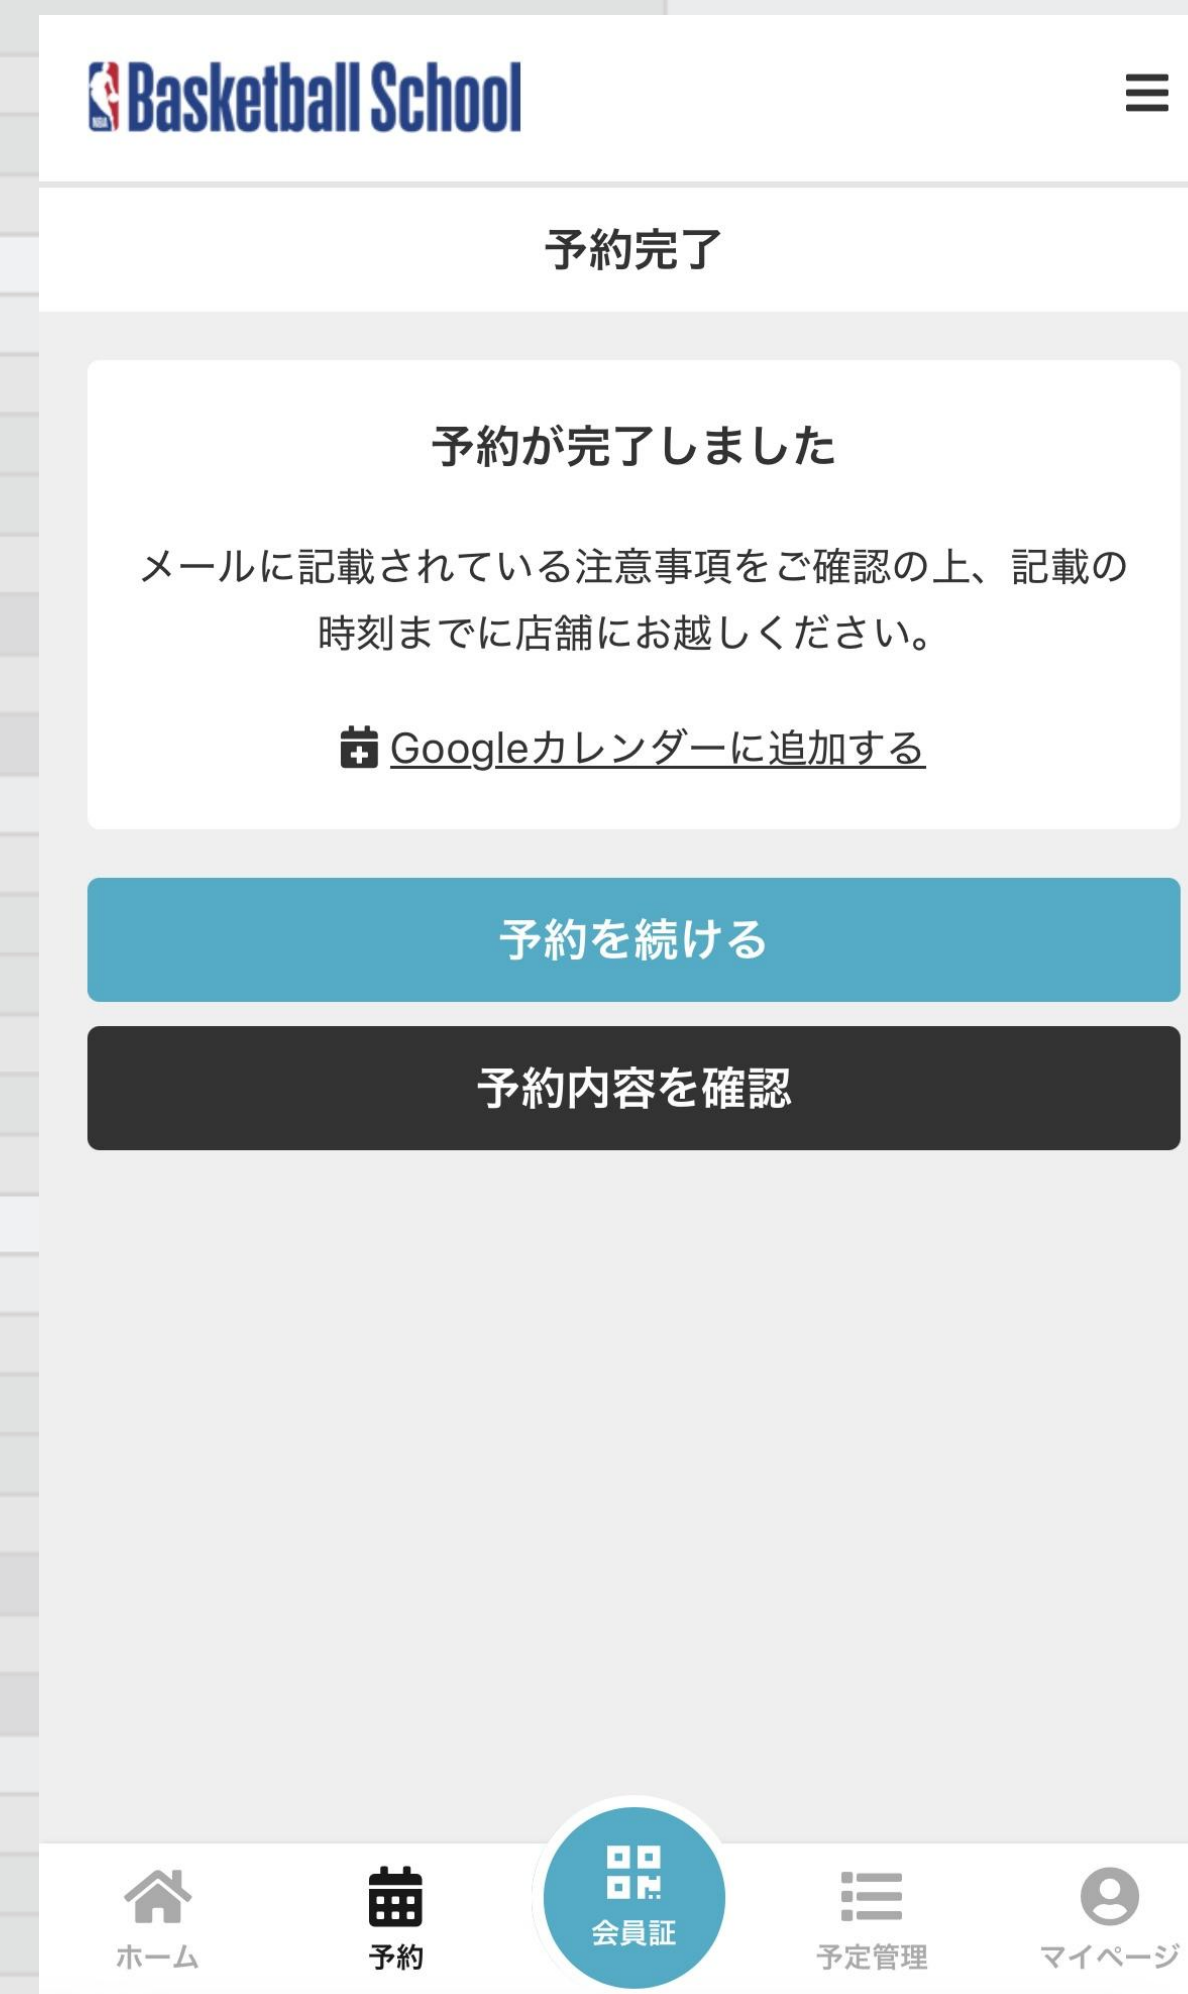 NBA
Basketball School
予約完了
予約が完了しました
メールに記載されている注意事項をご確認の上、記載の
時刻までに店舗にお越しください。
Googleカレンダーに追加する
予約を続ける
予約内容を確認
ホーム
予約
会員証
予定管理
マイページ